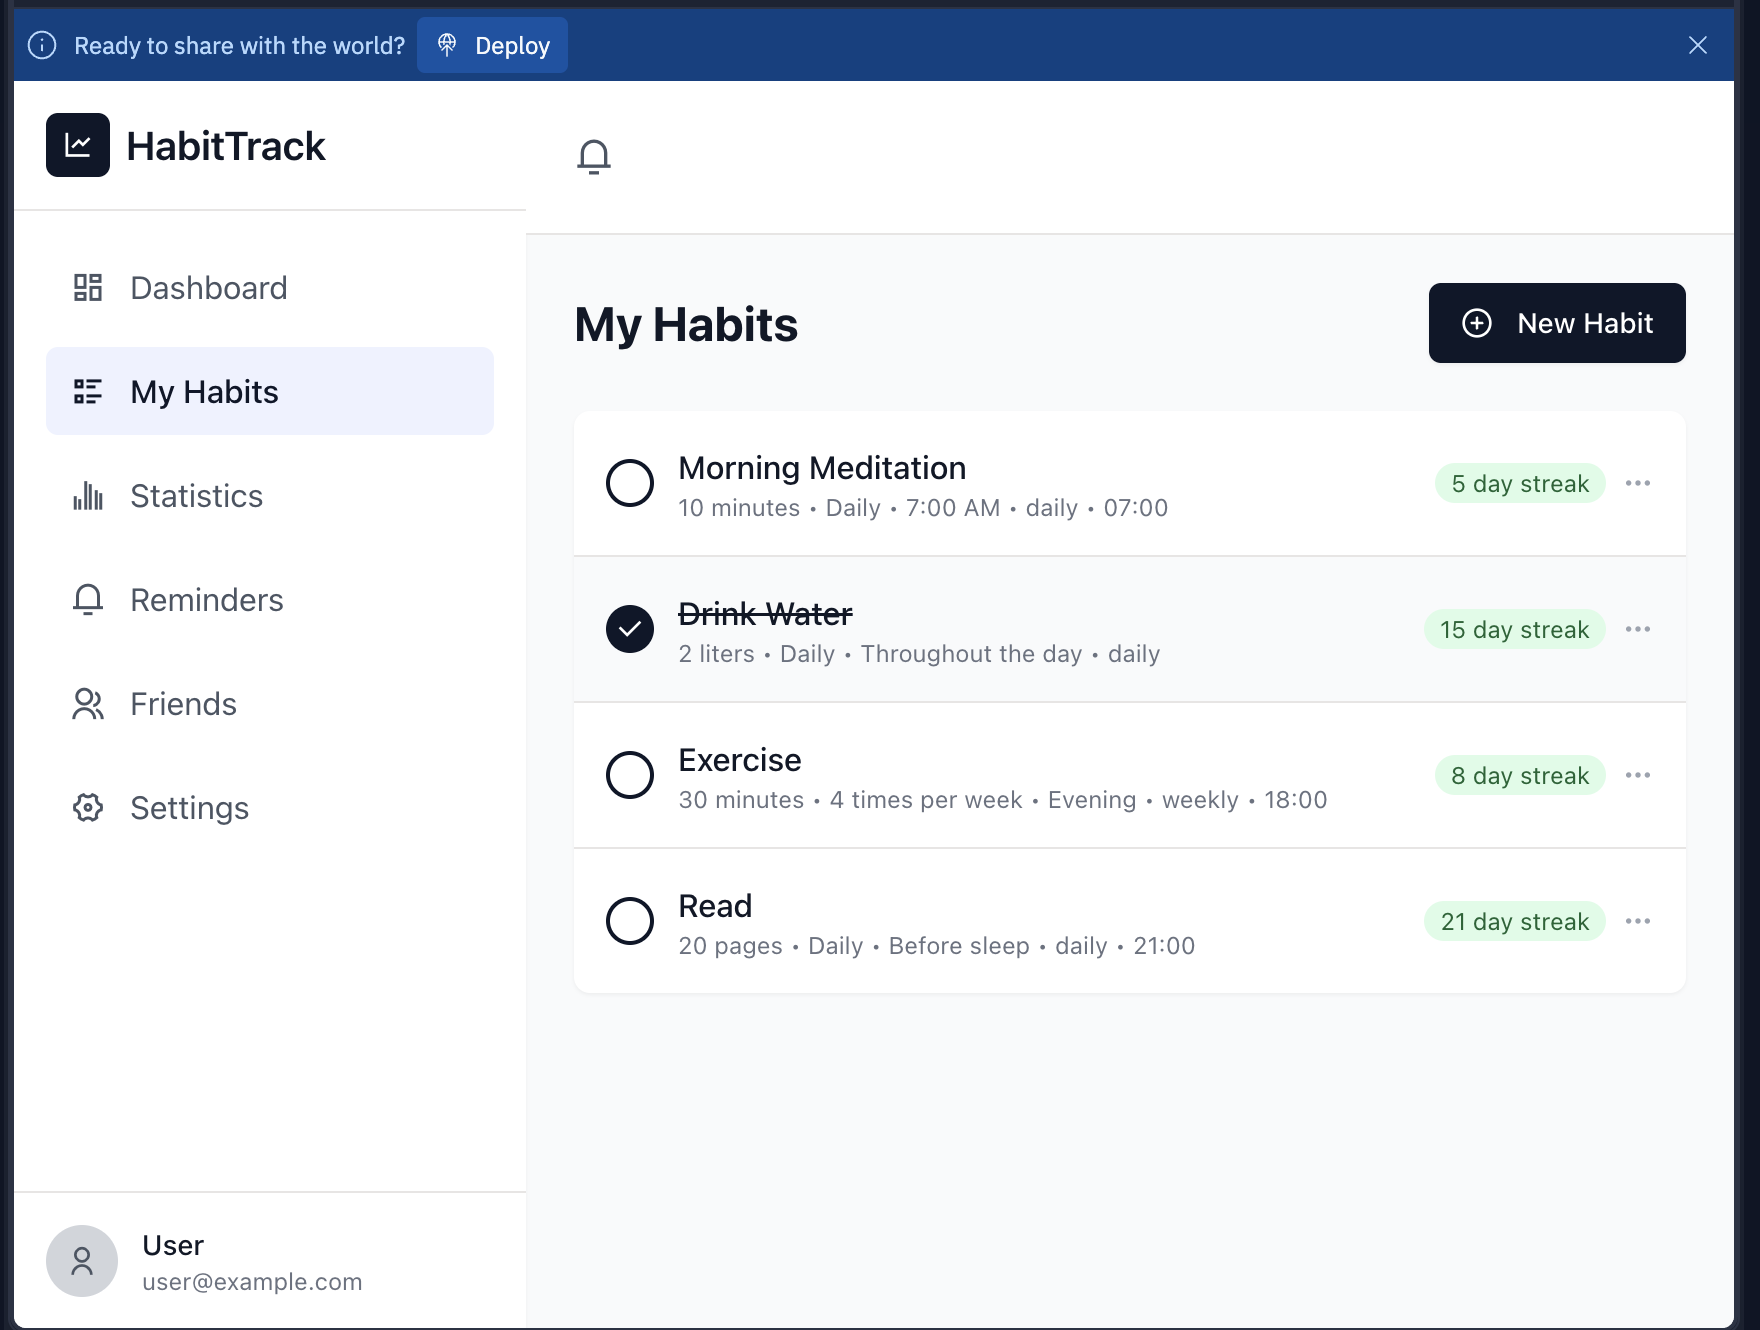 Ready to share with the world? Deploy
HabitTrack
Dashboard
My Habits
Statistics
Reminders
Friends
Settings
User
user@example.com
My Habits
New Habit
Morning Meditation
10 minutes • Daily • 7:00 AM • daily • 07:00
5 day streak
Drink Water
2 liters • Daily • Throughout the day • daily
15 day streak
Exercise
30 minutes • 4 times per week • Evening • weekly • 18:00
8 day streak
Read
20 pages • Daily • Before sleep • daily • 21:00
21 day streak